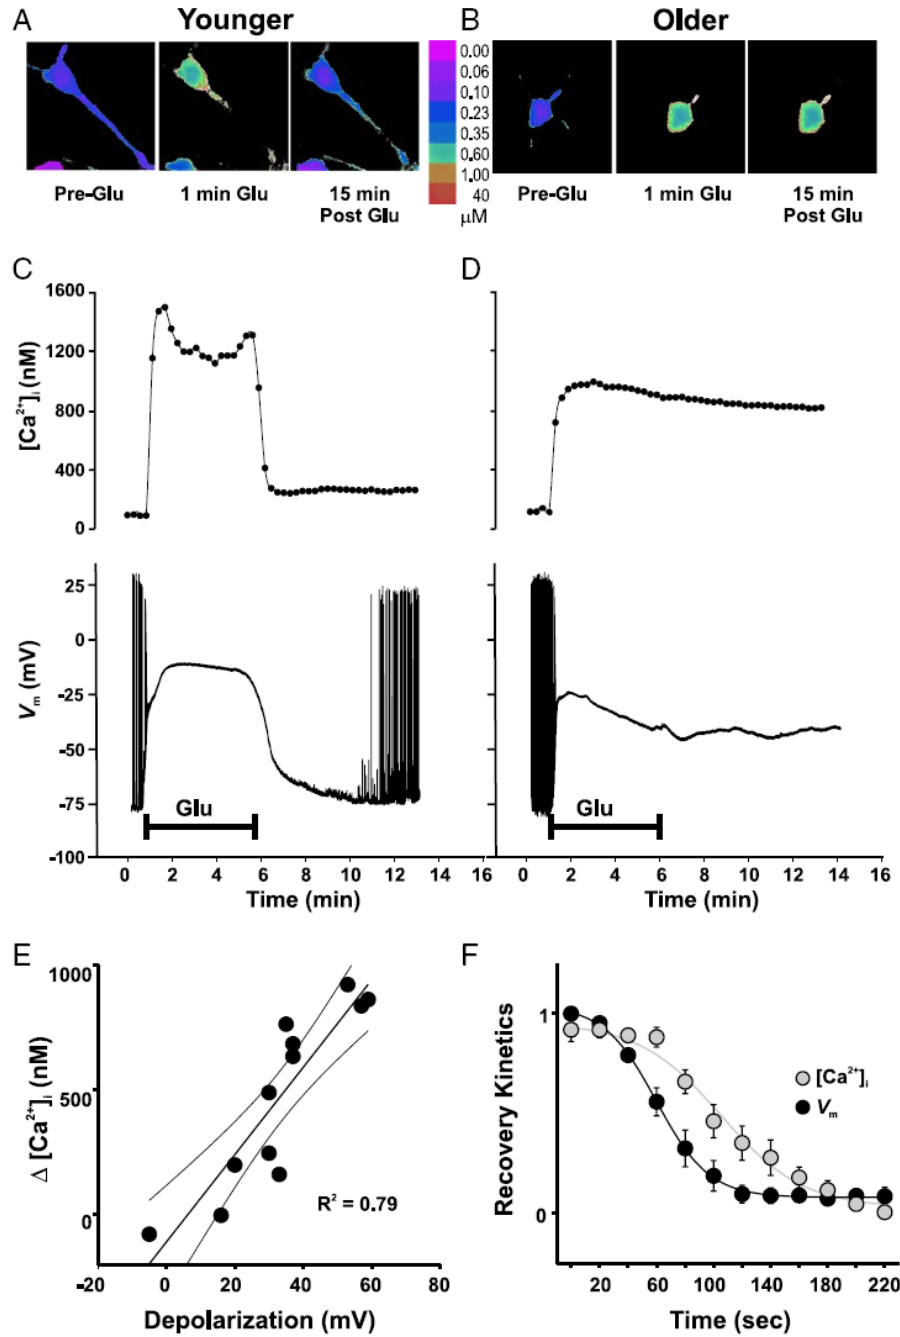 A Younger
B Older
Pre-Glu 1 min Glu 15 min
Post Glu
0.00
0.06
0.10
0.23
0.35
0.60
1.00
40
µM
Pre-Glu 1 min Glu 15 min
Post Glu
C
1600
1200
800
400
0
[Ca²⁺]ᵢ (nM)
D
25
0
-25
-50
-75
-100
Vₘ (mV)
Glu
0 2 4 6 8 10 12 14 16
Time (min)
Glu
0 2 4 6 8 10 12 14 16
Time (min)
E
1000
500
0
Δ [Ca²⁺]ᵢ (nM)
R² = 0.79
-20 0 20 40 60 80
Depolarization (mV)
F
1
0
Recovery Kinetics
[Ca²⁺]ᵢ
Vₘ
20 60 100 140 180 220
Time (sec)